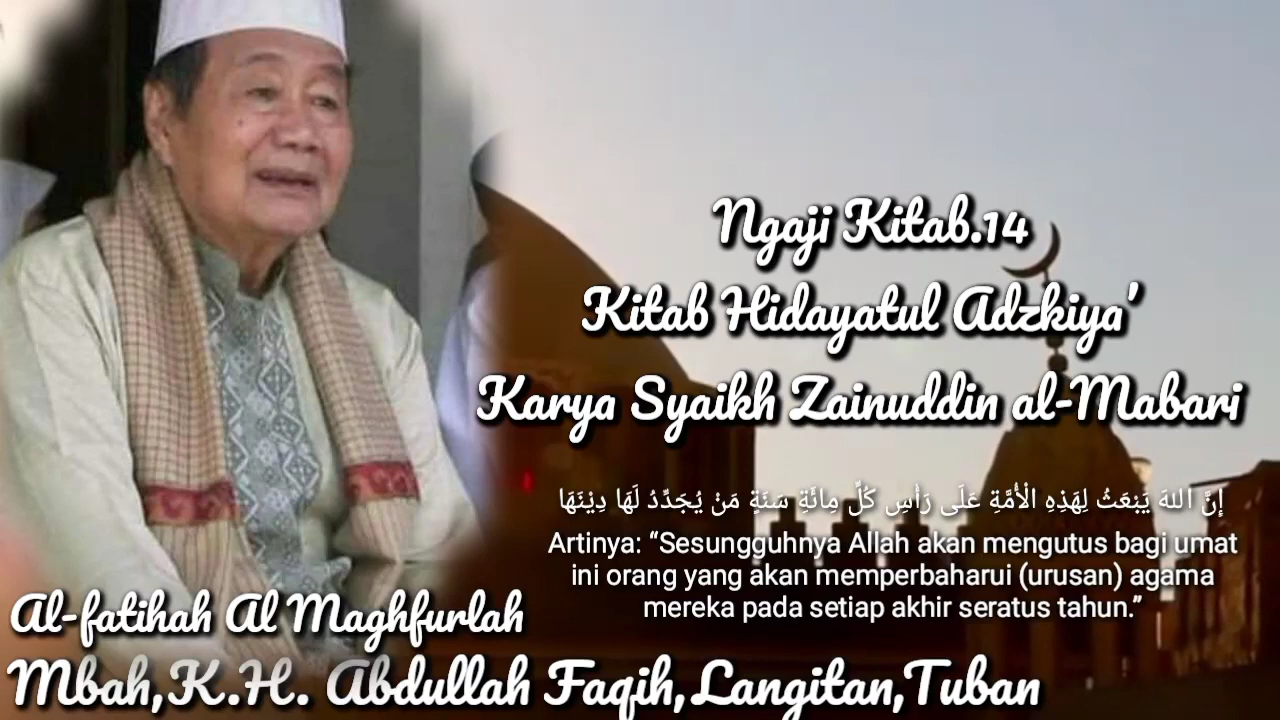 Ngaji Kitab.14
Kitab Hidayatul Adzkiya'
Karya Syaikh Zainuddin al-Mabari
إِنَّ اللهَ يَبْعَثُ لِهَذِهِ الْأُمَّةِ عَلَى رَأْسِ كُلِّ مِائَةِ سَنَةٍ مَنْ يُجَدِّدُ لَهَا دِيْنَهَا
Artinya: “Sesungguhnya Allah akan mengutus bagi umat
ini orang yang akan memperbaharui (urusan) agama
mereka pada setiap akhir seratus tahun.”
Al-fatihah Al Maghfurlah
Mbah,K.H. Abdullah Faqih,Langitan,Tuban